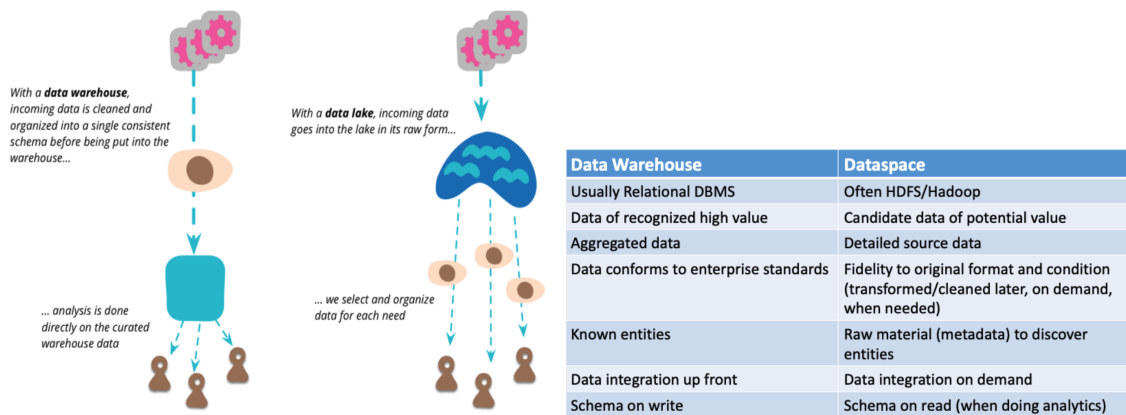 With a data warehouse,
incoming data is cleaned and
organized into a single consistent
schema before being put into the
warehouse...
... analysis is done
directly on the curated
warehouse data
With a data lake, incoming data
goes into the lake in its raw form...
... we select and organize
data for each need
Data Warehouse Dataspace
Usually Relational DBMS Often HDFS/Hadoop
Data of recognized high value Candidate data of potential value
Aggregated data Detailed source data
Data conforms to enterprise standards Fidelity to original format and condition
(transformed/cleaned later, on demand,
when needed)
Known entities Raw material (metadata) to discover
entities
Data integration up front Data integration on demand
Schema on write Schema on read (when doing analytics)